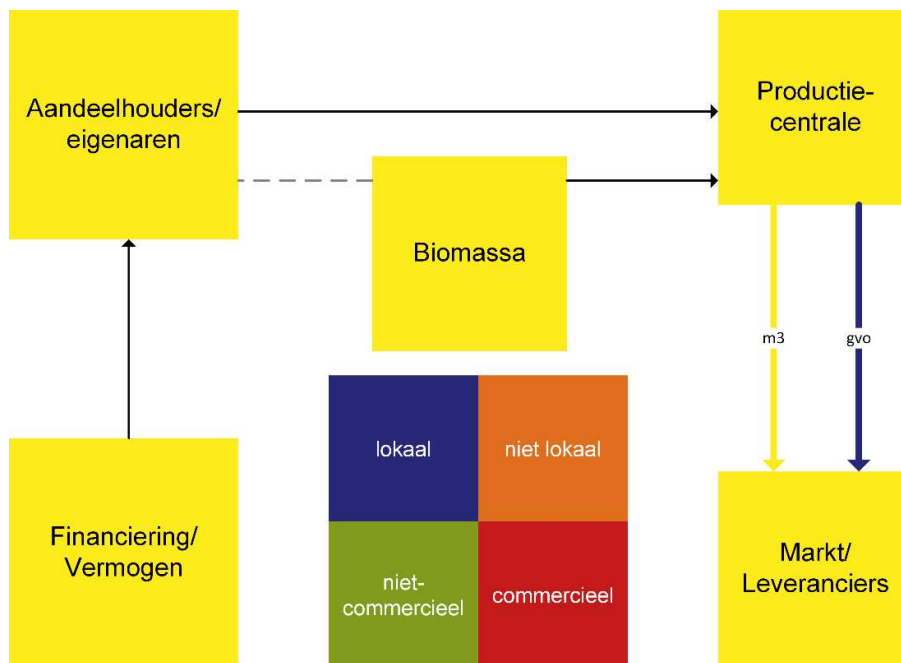 Aandeelhouders/
eigenaren
Productie-
centrale
Biomassa
m3
gvo
lokaal
niet lokaal
niet-
commercieel
commercieel
Financiering/
Vermogen
Markt/
Leveranciers